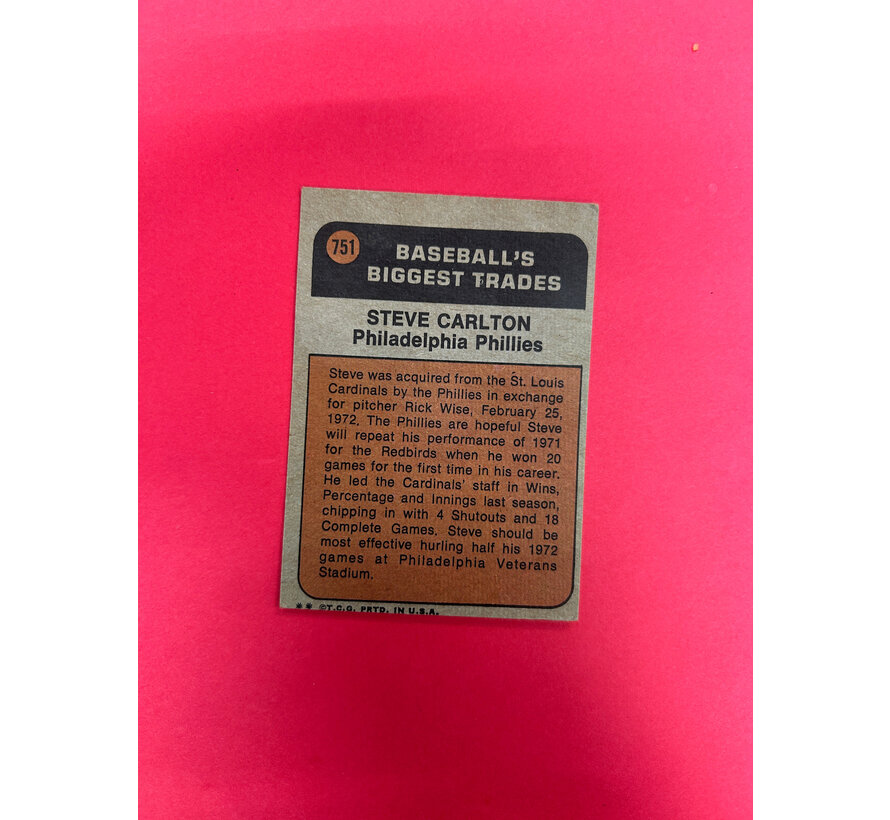 751
BASEBALL'S
BIGGEST TRADES
STEVE CARLTON
Philadelphia Phillies
Steve was acquired from the St. Louis
Cardinals by the Phillies in exchange
for pitcher Rick Wise, February 25,
1972. The Phillies are hopeful Steve
will repeat his performance of 1971
for the Redbirds when he won 20
games for the first time in his career.
He led the Cardinals' staff in Wins,
Percentage and Innings last season,
chipping in with 4 Shutouts and 18
Complete Games. Steve should be
most effective hurling half his 1972
games at Philadelphia Veterans
Stadium.
** ©T.C.G. PRTD. IN U.S.A.